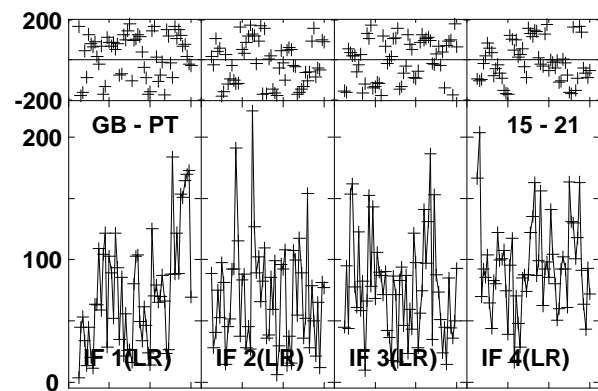 200
-200
GB - PT 15 - 21
200
100
0
IF 1(LR) IF 2(LR) IF 3(LR) IF 4(LR)